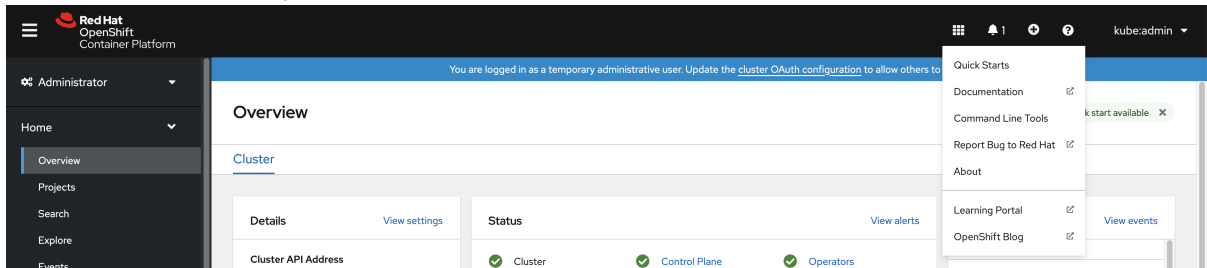 Red Hat
OpenShift
Container Platform
1
kube:admin
Administrator
You are logged in as a temporary administrative user. Update the cluster OAuth configuration to allow others to
Home
Overview
Projects
Search
Explore
Events
Overview
start available
Cluster
Details
View settings
Cluster API Address
Status
View alerts
Cluster
Control Plane
Operators
View events
Quick Starts
Documentation
Command Line Tools
Report Bug to Red Hat
About
Learning Portal
OpenShift Blog